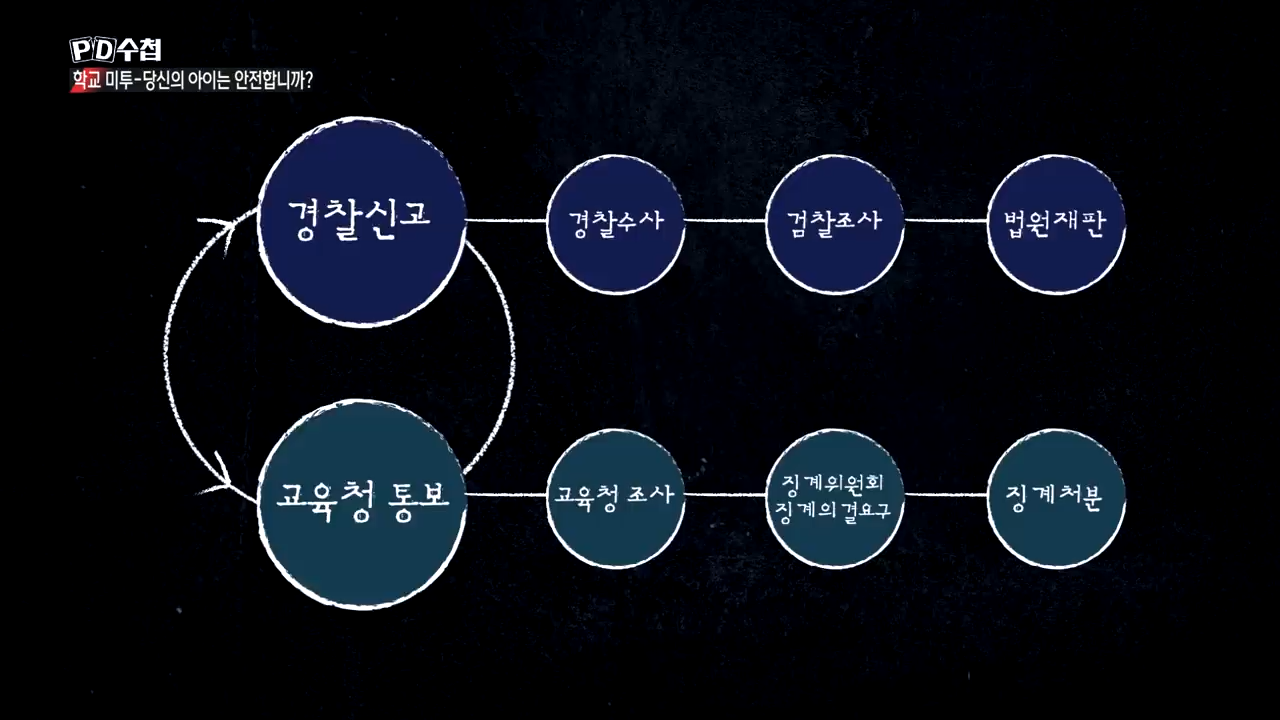 PD수첩
학교 미투-당신의 아이는 안전합니까?
경찰신고
경찰수사
검찰조사
법원재판
교육청 통보
교육청 조사
징계위원회
징계의결요구
징계처분